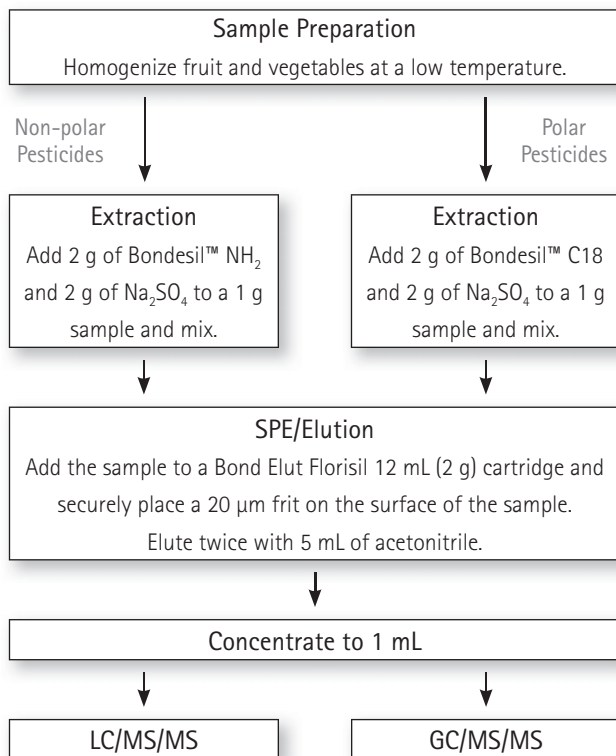 Sample Preparation
Homogenize fruit and vegetables at a low temperature.
Non-polar
Pesticides
Polar
Pesticides
Extraction
Add 2 g of Bondesil™ NH₂
and 2 g of Na₂SO₄ to a 1 g
sample and mix.
Extraction
Add 2 g of Bondesil™ C18
and 2 g of Na₂SO₄ to a 1 g
sample and mix.
SPE/Elution
Add the sample to a Bond Elut Florisil 12 mL (2 g) cartridge and
securely place a 20 µm frit on the surface of the sample.
Elute twice with 5 mL of acetonitrile.
Concentrate to 1 mL
LC/MS/MS
GC/MS/MS